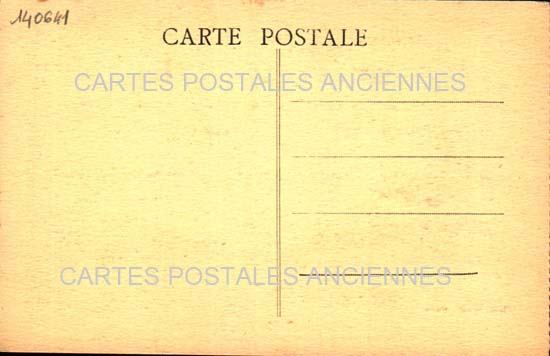 140641
CARTE POSTALE
CARTES POSTALES ANCIENNES
CARTES POSTALES ANCIENNES